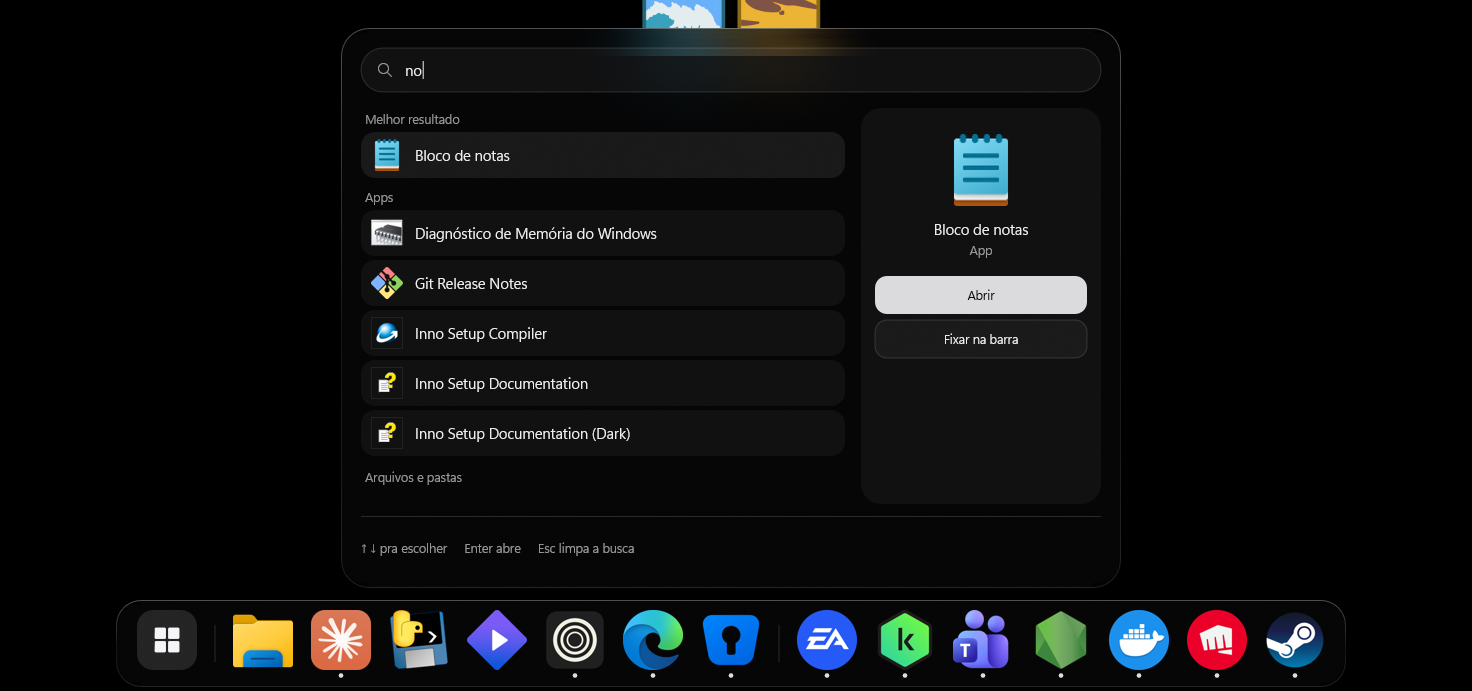 no
Melhor resultado
Bloco de notas
Apps
Diagnóstico de Memória do Windows
Git Release Notes
Inno Setup Compiler
Inno Setup Documentation
Inno Setup Documentation (Dark)
Arquivos e pastas
Bloco de notas
App
Abrir
Fixar na barra
↑↓ pra escolher Enter abre Esc limpa a busca
EA
k
T